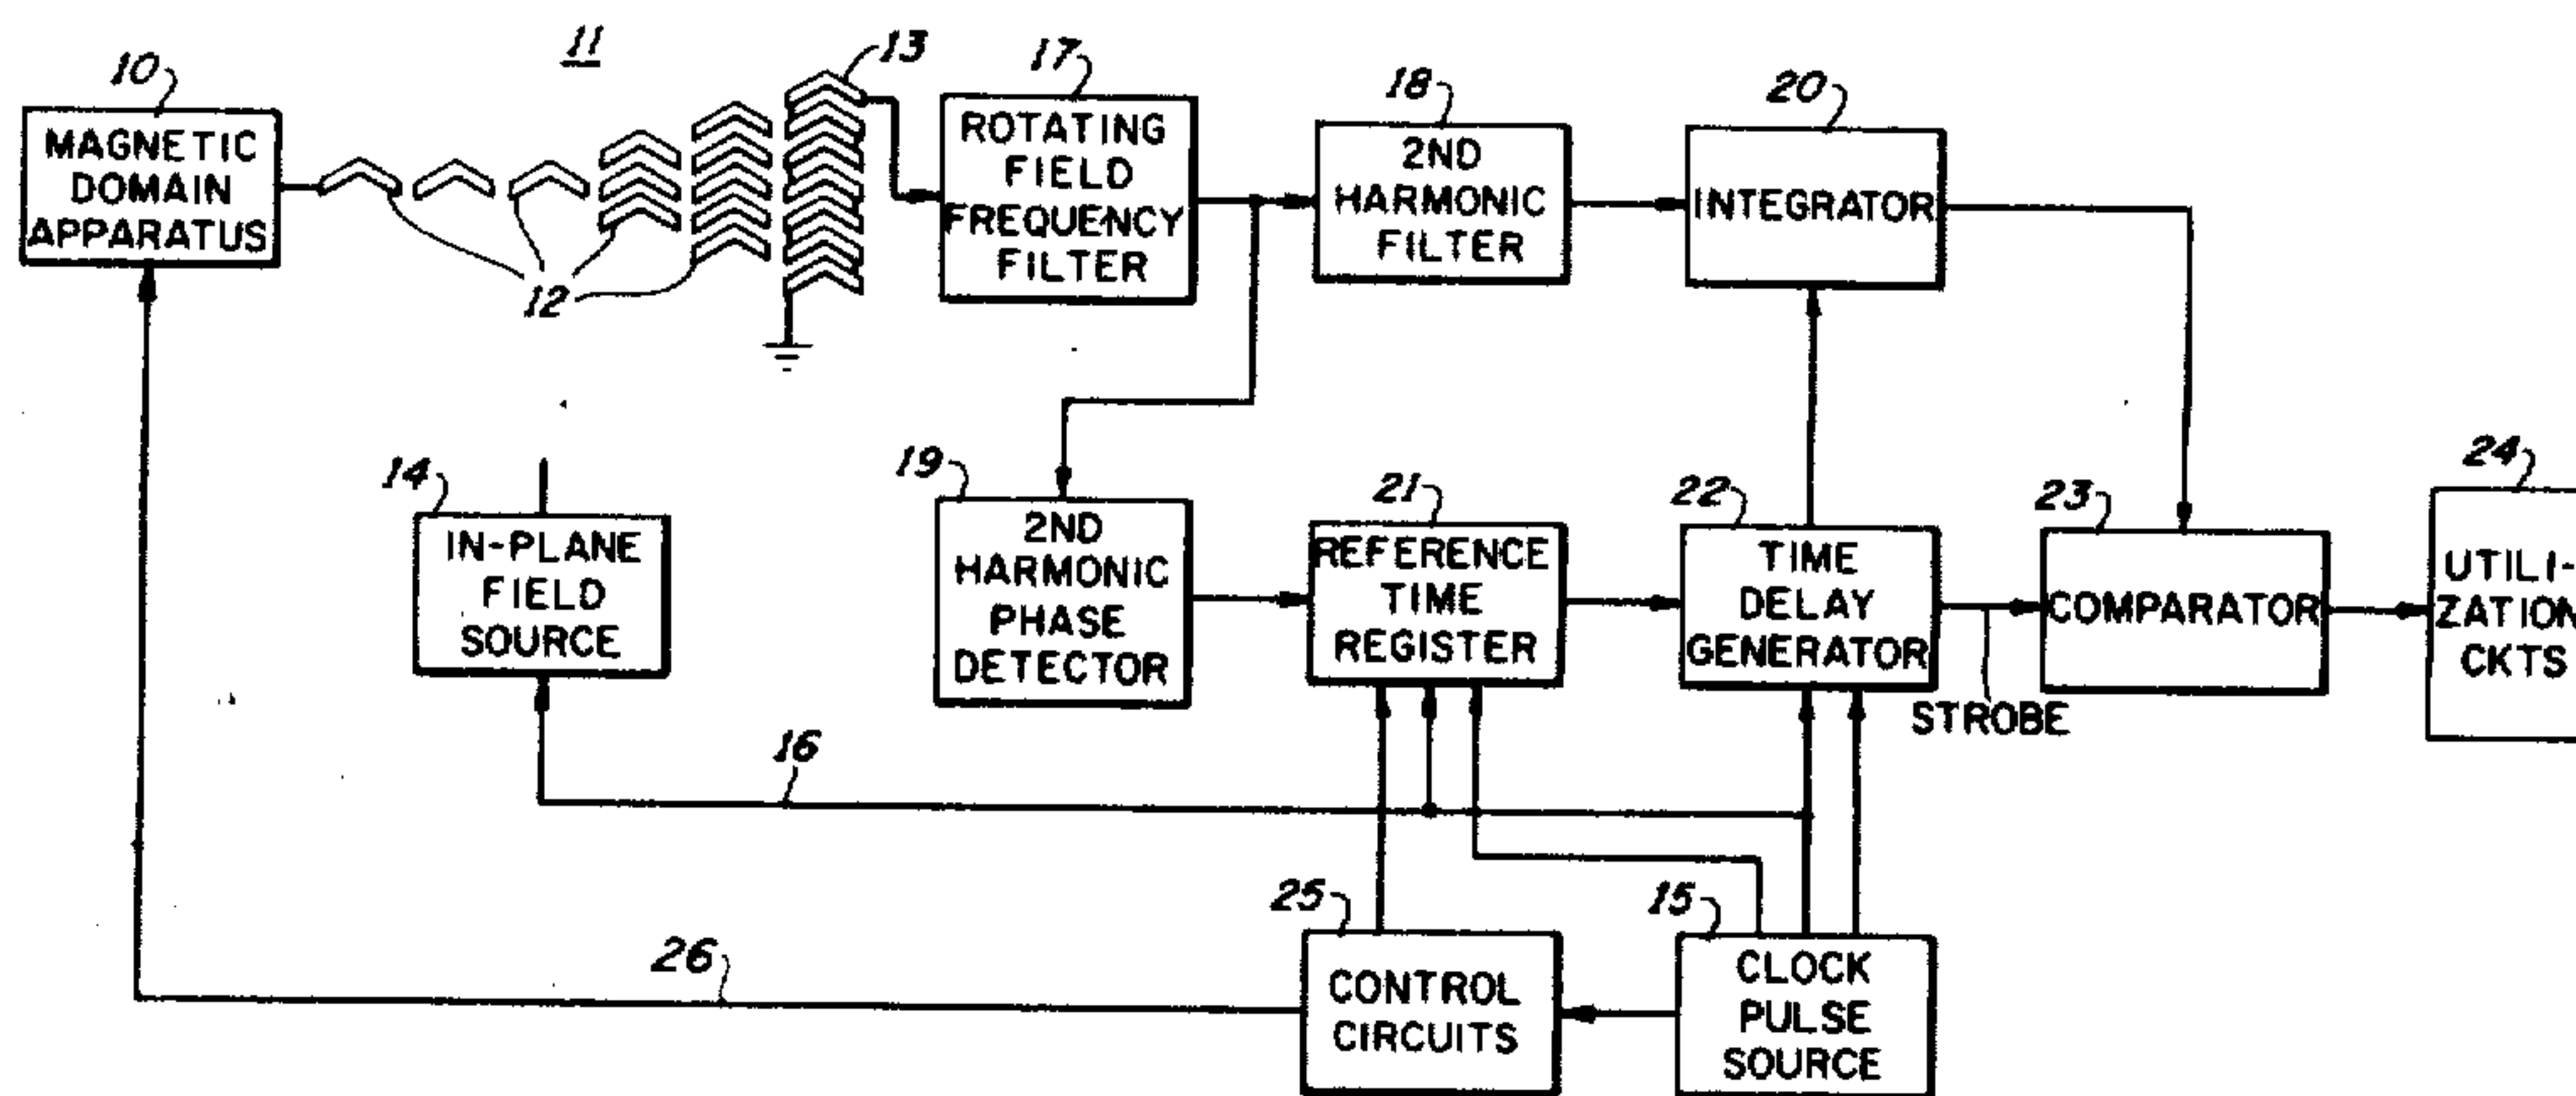 11
10
MAGNETIC
DOMAIN
APPARATUS
12
13
17
ROTATING
FIELD
FREQUENCY
FILTER
18
2ND
HARMONIC
FILTER
20
INTEGRATOR
14
IN-PLANE
FIELD
SOURCE
19
2ND
HARMONIC
PHASE
DETECTOR
21
REFERENCE
TIME
REGISTER
22
TIME
DELAY
GENERATOR
STROBE
23
COMPARATOR
24
UTILI-
ZATION
CKTS
16
26
25
CONTROL
CIRCUITS
15
CLOCK
PULSE
SOURCE